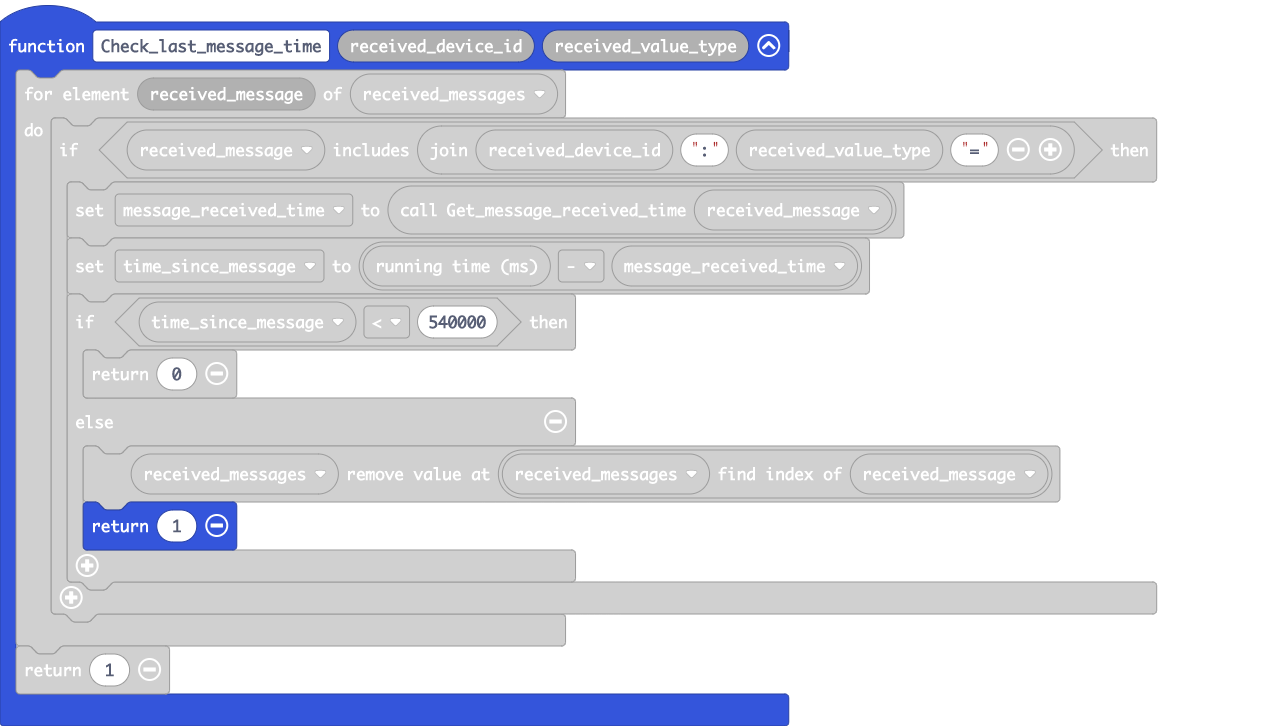 function Check_last_message_time received_device_id received_value_type
for element received_message of received_messages
do
if received_message includes join received_device_id ":" received_value_type "=" then
set message_received_time to call Get_message_received_time received_message
set time_since_message to running time (ms) - message_received_time
if time_since_message < 540000 then
return 0
else
received_messages remove value at received_messages find index of received_message
return 1
return 1